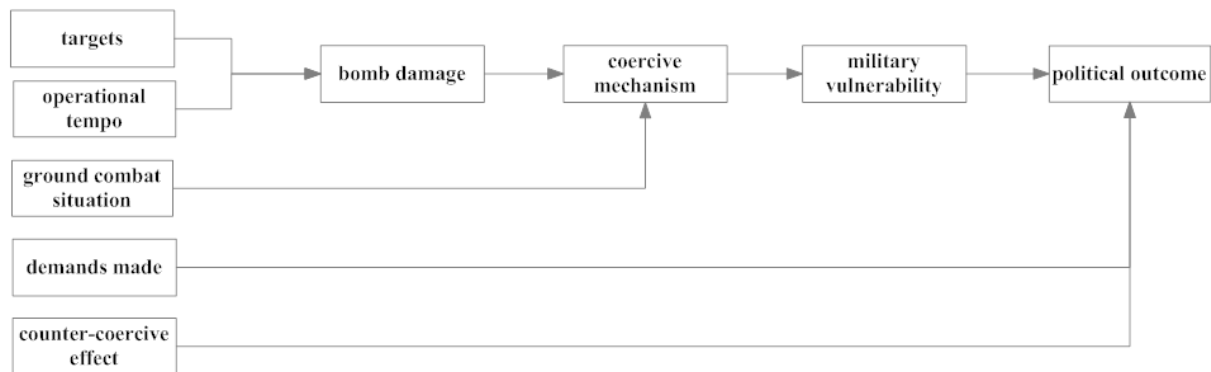 targets
operational
tempo
bomb damage
coercive
mechanism
military
vulnerability
political outcome
ground combat
situation
demands made
counter-coercive
effect